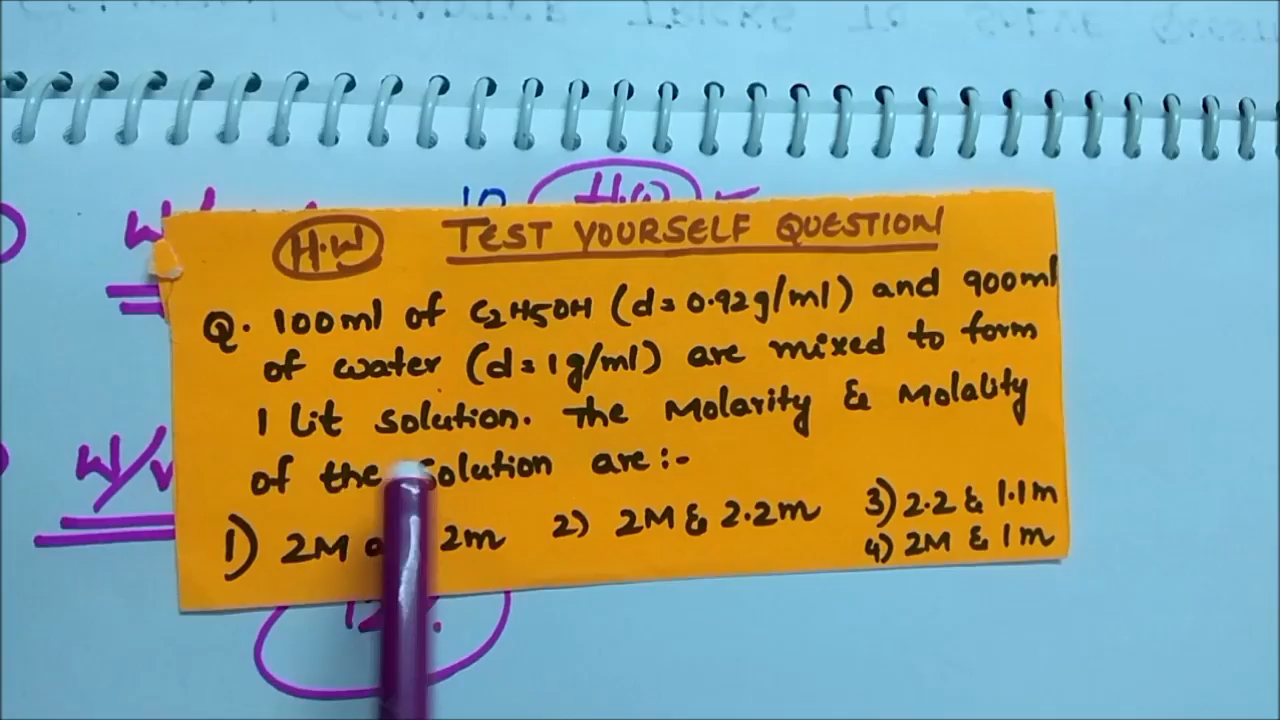 H.W
H.W TEST YOURSELF QUESTION
Q. 100ml of C2H5OH (d=0.92g/ml) and 900ml
of water (d=1g/ml) are mixed to form
1 Lit solution. The Molarity & Molality
of the solution are:-
1) 2M 2m 2) 2M & 2.2m 3) 2.2 & 1.1m
4) 2M & 1m
W/v